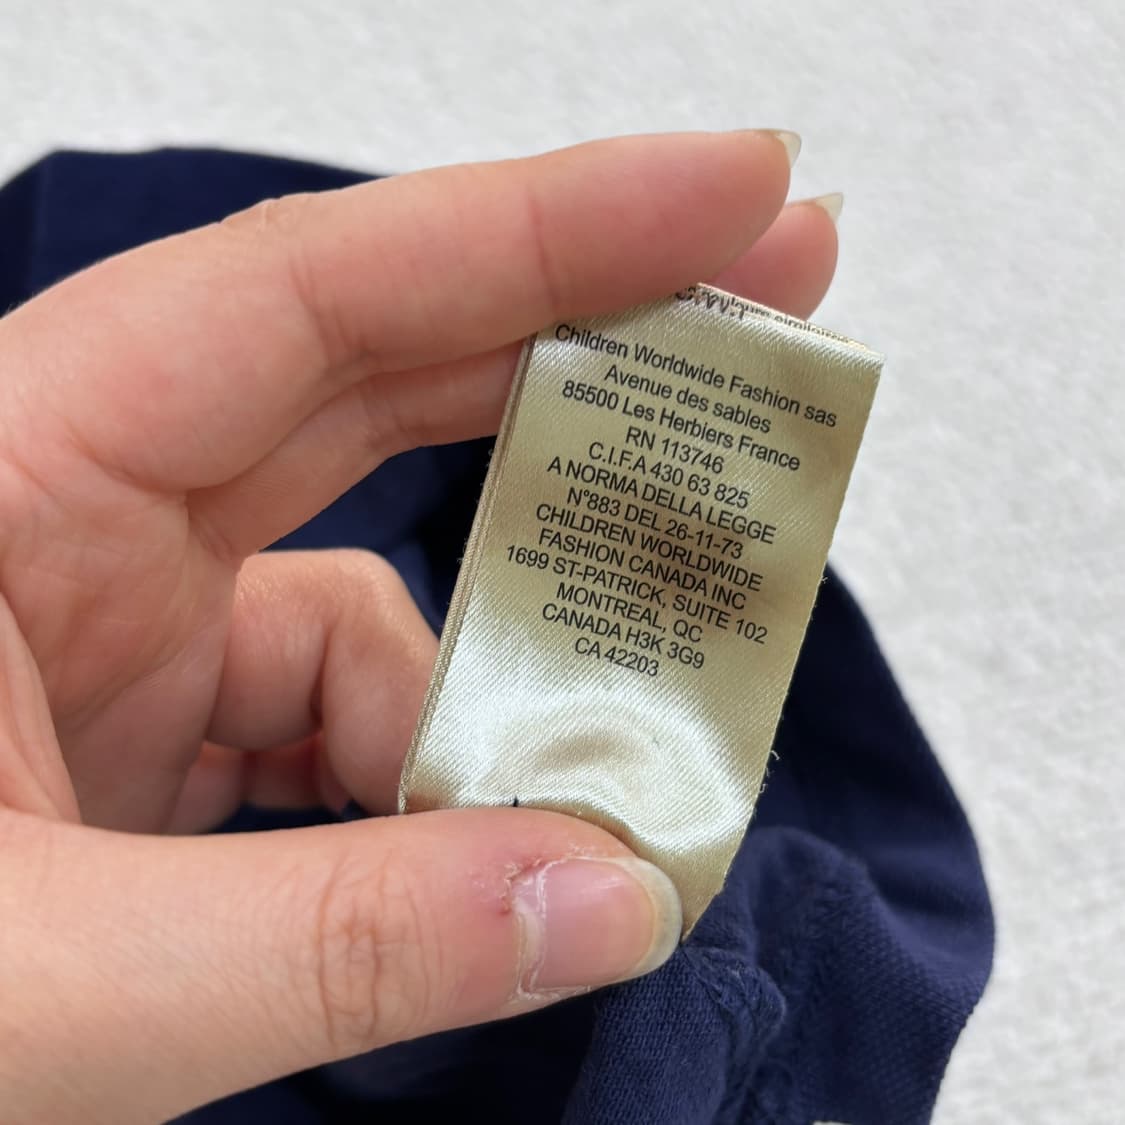 similaires
Children Worldwide Fashion sas
Avenue des sables
85500 Les Herbiers France
RN 113746
C.I.F.A 430 63 825
A NORMA DELLA LEGGE
N°883 DEL 26-11-73
CHILDREN WORLDWIDE
FASHION CANADA INC
1699 ST-PATRICK, SUITE 102
MONTREAL, QC
CANADA H3K 3G9
CA 42203